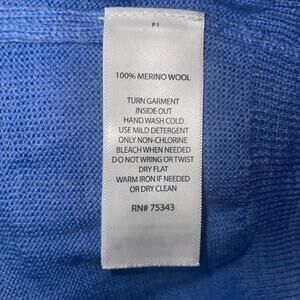 P1
100% MERINO WOOL
TURN GARMENT
INSIDE OUT
HAND WASH COLD
USE MILD DETERGENT
ONLY NON-CHLORINE
BLEACH WHEN NEEDED
DO NOT WRING OR TWIST
DRY FLAT
WARM IRON IF NEEDED
OR DRY CLEAN
RN# 75343